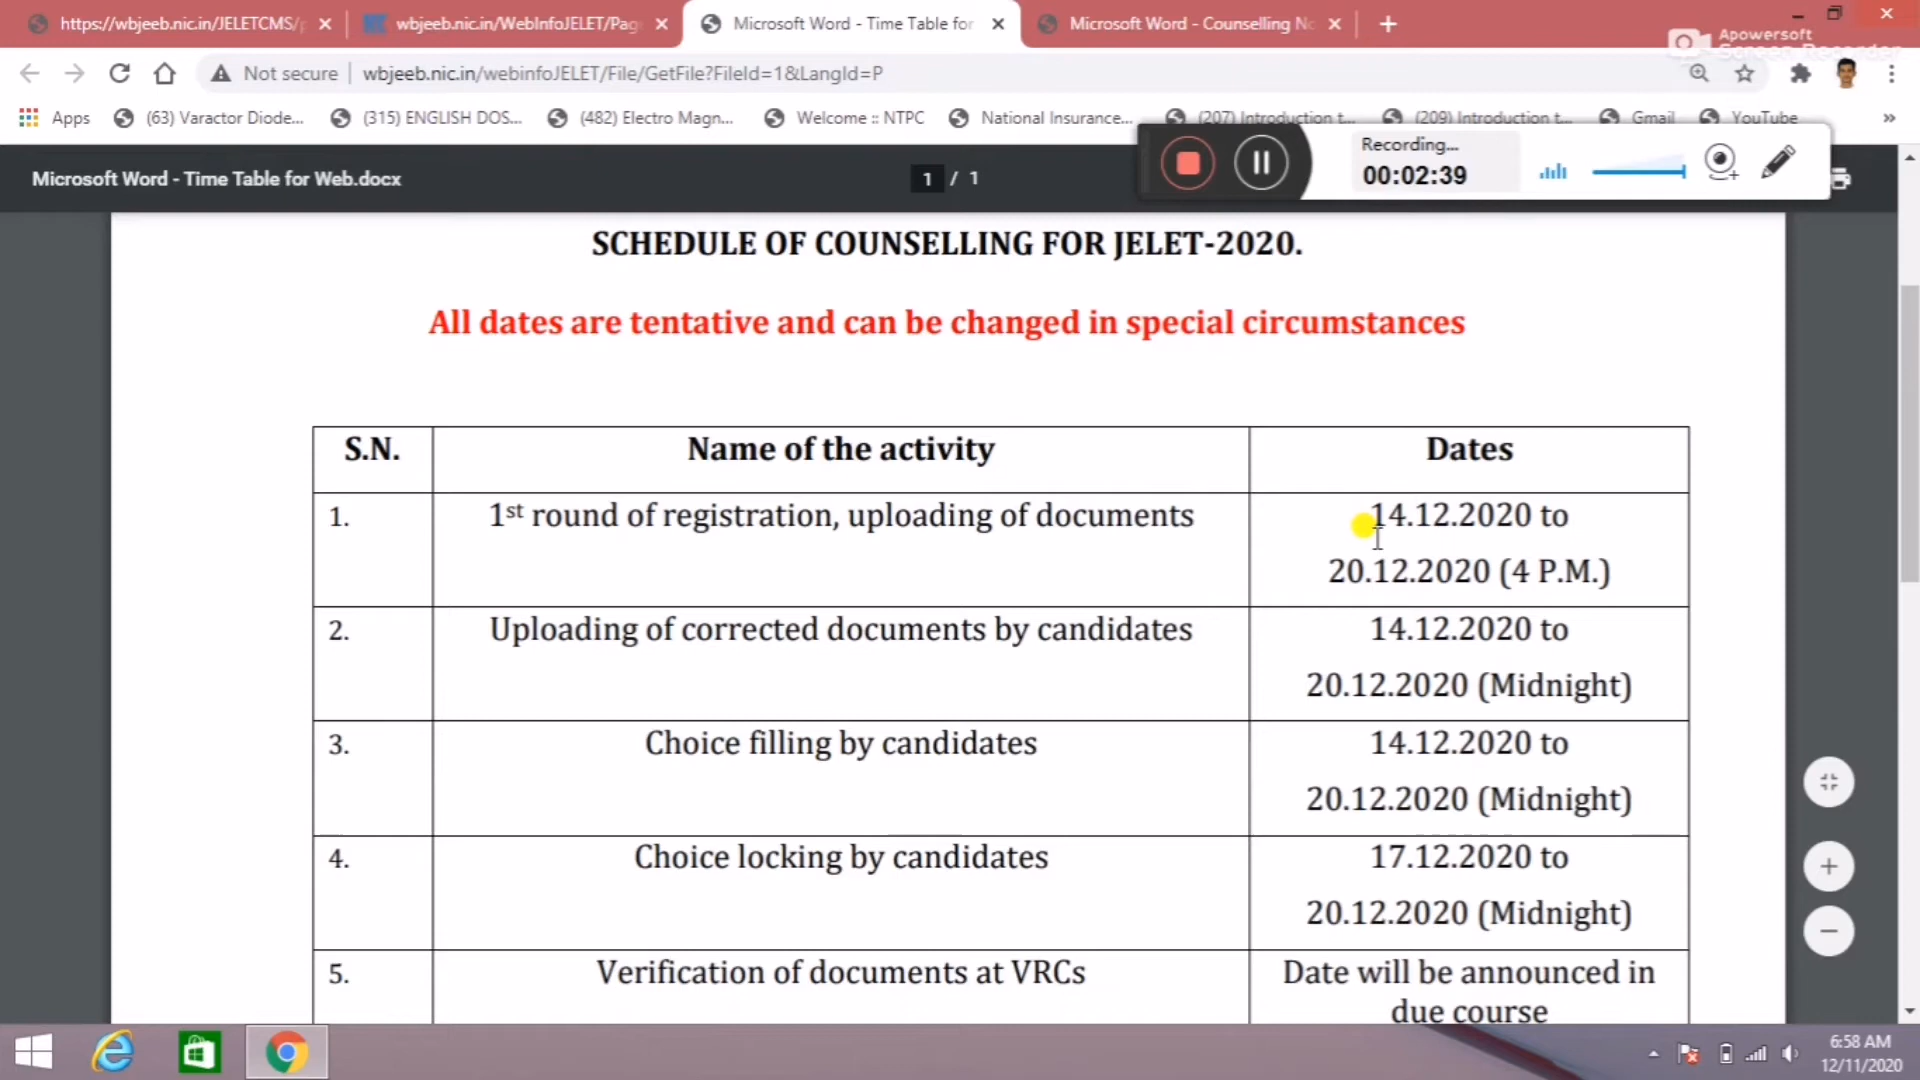 https://wbjeeb.nic.in/JELETCMS/p
wbjeeb.nic.in/WebInfoJELET/Pag
Microsoft Word - Time Table for
Microsoft Word - Counselling No
Apowersoft
Screen Recorder
Not secure
wbjeeb.nic.in/webinfoJELET/File/GetFile?FileId=1&LangId=P
Apps
(63) Varactor Diode...
(315) ENGLISH DOS...
(482) Electro Magn...
Welcome :: NTPC
National Insurance...
(207) Introduction t...
(209) Introduction t...
Gmail
YouTube
»
Recording...
00:02:39
Microsoft Word - Time Table for Web.docx
1 / 1
SCHEDULE OF COUNSELLING FOR JELET-2020.
All dates are tentative and can be changed in special circumstances
S.N. Name of the activity Dates
1. 1st round of registration, uploading of documents 14.12.2020 to
20.12.2020 (4 P.M.)
2. Uploading of corrected documents by candidates 14.12.2020 to
20.12.2020 (Midnight)
3. Choice filling by candidates 14.12.2020 to
20.12.2020 (Midnight)
4. Choice locking by candidates 17.12.2020 to
20.12.2020 (Midnight)
5. Verification of documents at VRCs Date will be announced in
due course
6:58 AM
12/11/2020